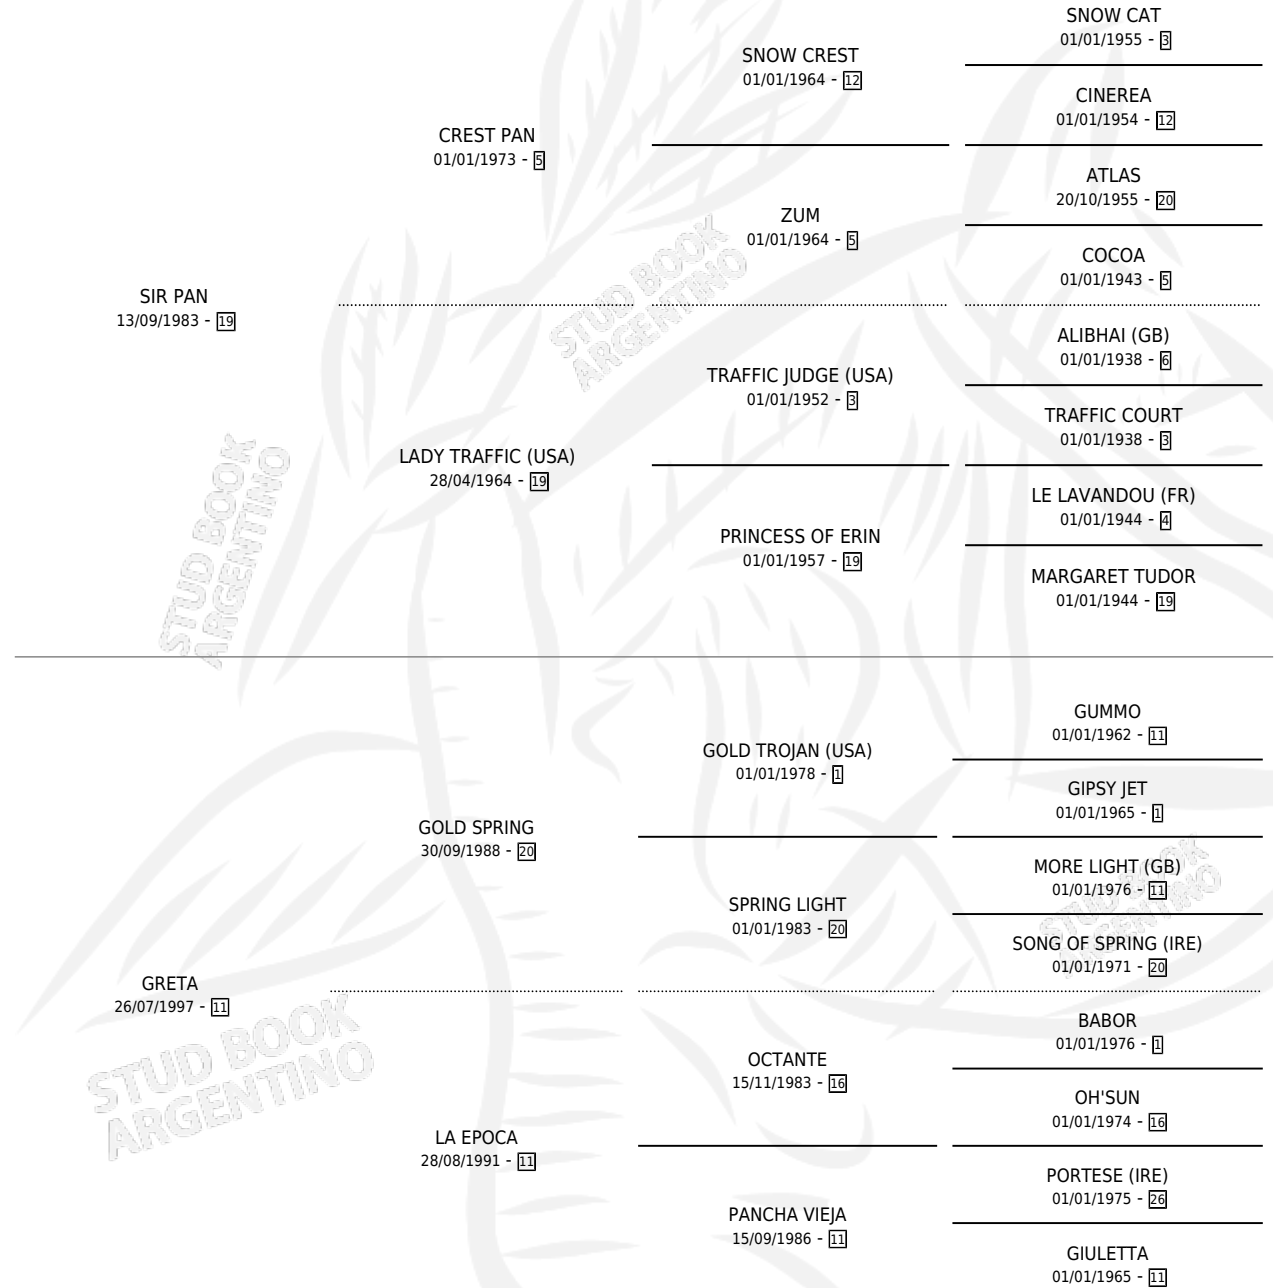 SNOW CAT
01/01/1955 - 3
SNOW CREST
01/01/1964 - 12
CINEREA
01/01/1954 - 12
CREST PAN
01/01/1973 - 5
ATLAS
20/10/1955 - 20
ZUM
01/01/1964 - 5
COCOA
01/01/1943 - 5
SIR PAN
13/09/1983 - 19
ALIBHAI (GB)
01/01/1938 - 6
TRAFFIC JUDGE (USA)
01/01/1952 - 3
TRAFFIC COURT
01/01/1938 - 3
LADY TRAFFIC (USA)
28/04/1964 - 19
LE LAVANDOU (FR)
01/01/1944 - 4
PRINCESS OF ERIN
01/01/1957 - 19
MARGARET TUDOR
01/01/1944 - 19
GUMMO
01/01/1962 - 11
GOLD TROJAN (USA)
01/01/1978 - 1
GIPSY JET
01/01/1965 - 1
GOLD SPRING
30/09/1988 - 20
MORE LIGHT (GB)
01/01/1976 - 11
SPRING LIGHT
01/01/1983 - 20
SONG OF SPRING (IRE)
01/01/1971 - 20
GRETA
26/07/1997 - 11
BABOR
01/01/1976 - 1
OCTANTE
15/11/1983 - 16
OH'SUN
01/01/1974 - 16
LA EPOCA
28/08/1991 - 11
PORTESE (IRE)
01/01/1975 - 26
PANCHA VIEJA
15/09/1986 - 11
GIULETTA
01/01/1965 - 11
STUD BOOK
ARGENTINO
STUD BOOK
ARGENTINO
STUD BOOK
ARGENTINO
STUD BOOK
ARGENTINO